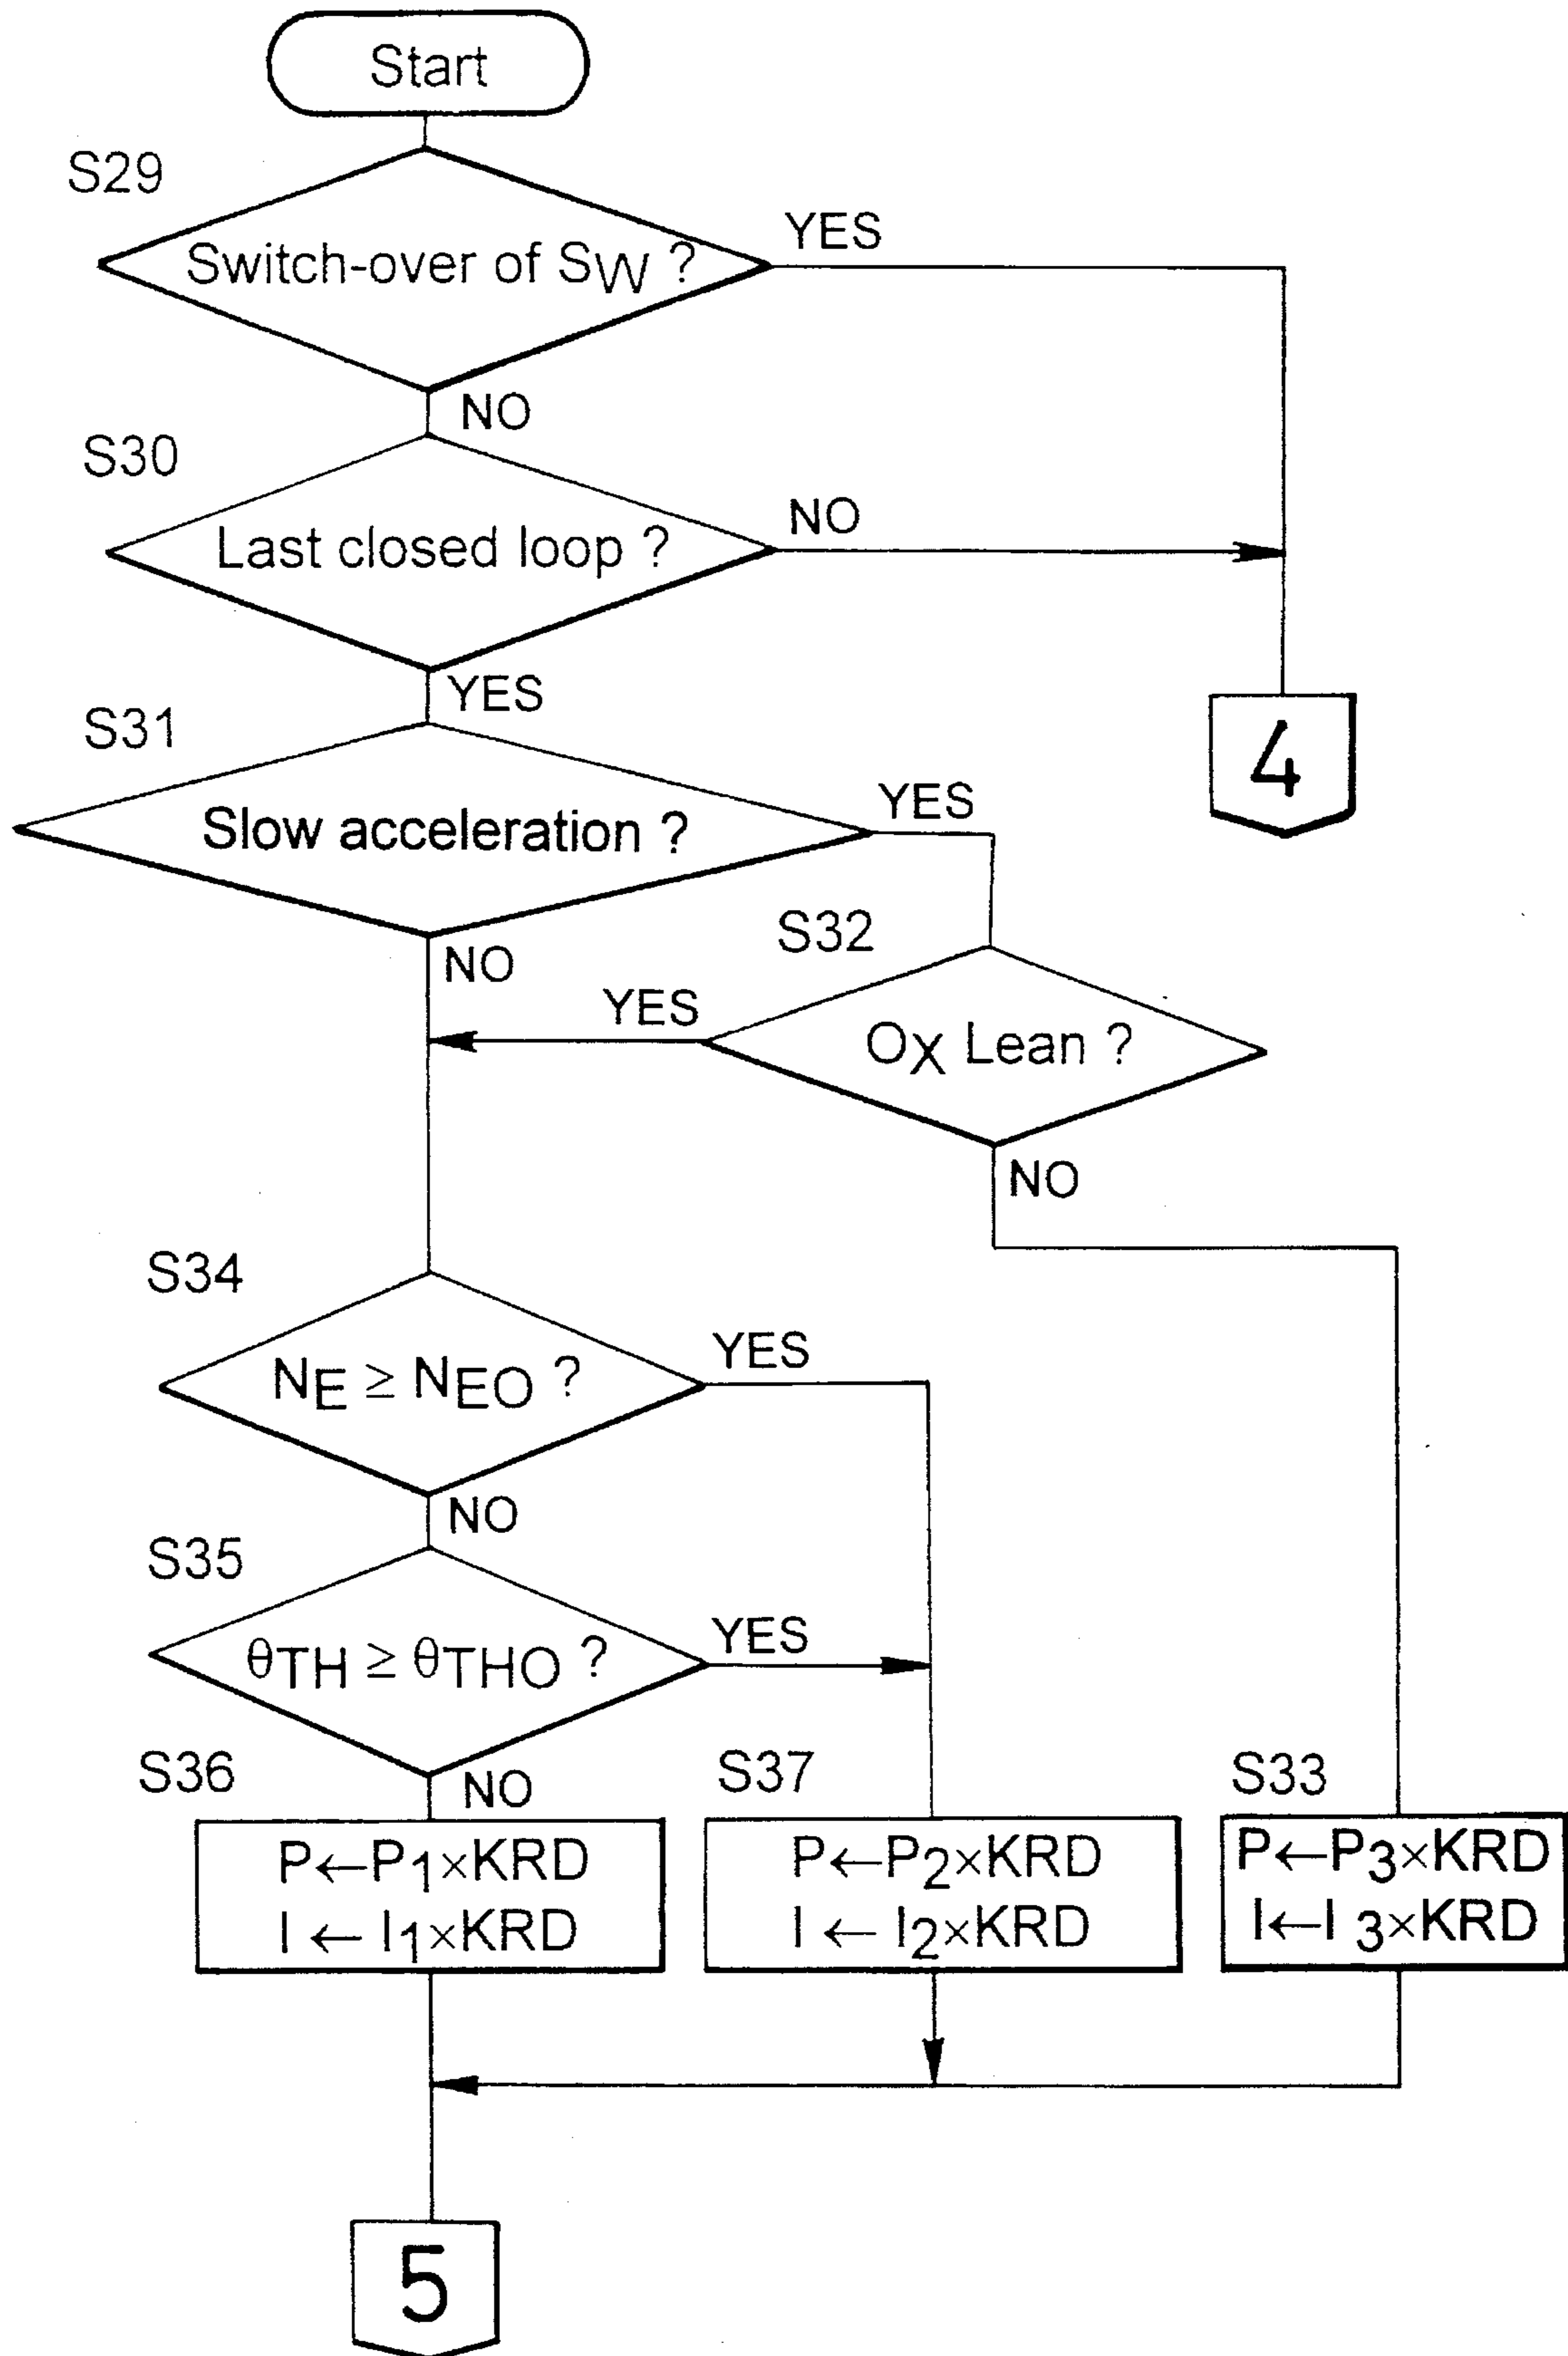 Start
S29
Switch-over of SW ?
YES
NO
S30
Last closed loop ?
NO
YES
4
S31
Slow acceleration ?
YES
NO
S32
OX Lean ?
YES
NO
S34
NE ≥ NEO ?
YES
NO
S35
θTH ≥ θTHO ?
YES
NO
S36
P←P1×KRD
I ← I1×KRD
S37
P←P2×KRD
I ← I2×KRD
S33
P←P3×KRD
I←I 3×KRD
5